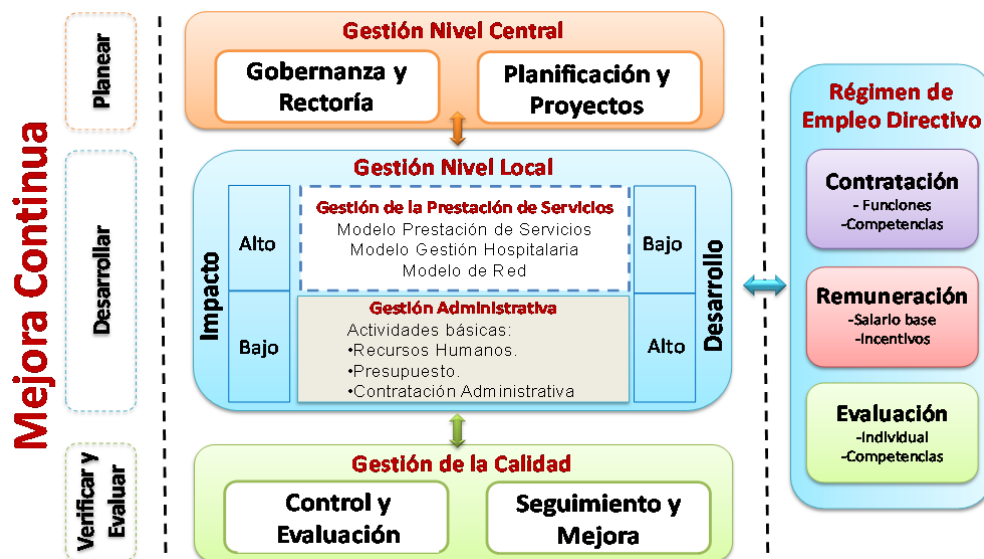 Mejora Continua
Planear
Desarrollar
Verificar y
Evaluar
Gestión Nivel Central
Gobernanza y
Rectoría
Planificación y
Proyectos
Gestión Nivel Local
Impacto
Alto
Bajo
Gestión de la Prestación de Servicios
Modelo Prestación de Servicios
Modelo Gestión Hospitalaria
Modelo de Red
Gestión Administrativa
Actividades básicas:
•Recursos Humanos.
•Presupuesto.
•Contratación Administrativa
Bajo
Alto
Desarrollo
Gestión de la Calidad
Control y
Evaluación
Seguimiento y
Mejora
Régimen de
Empleo Directivo
Contratación
- Funciones
-Competencias
Remuneración
-Salario base
-Incentivos
Evaluación
-Individual
-Competencias